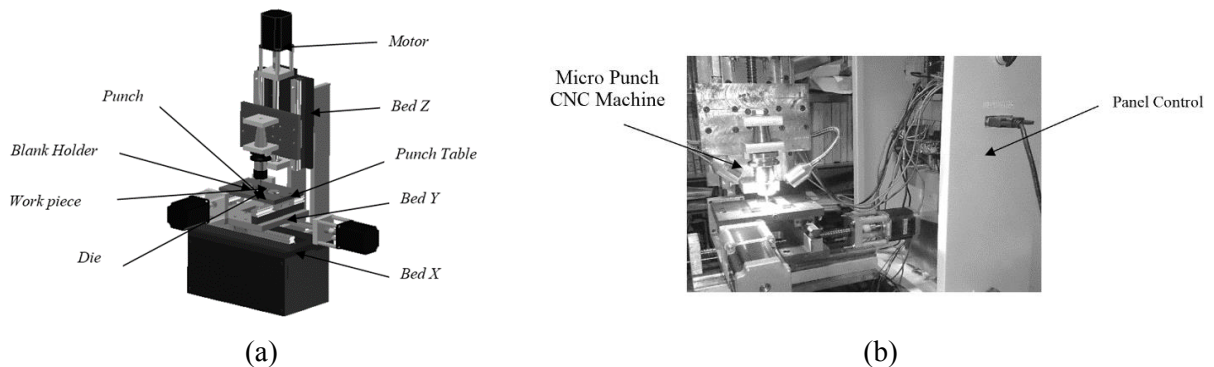 Motor
Punch
Bed Z
Blank Holder
Punch Table
Work piece
Bed Y
Die
Bed X
(a)
Micro Punch
CNC Machine
Panel Control
(b)